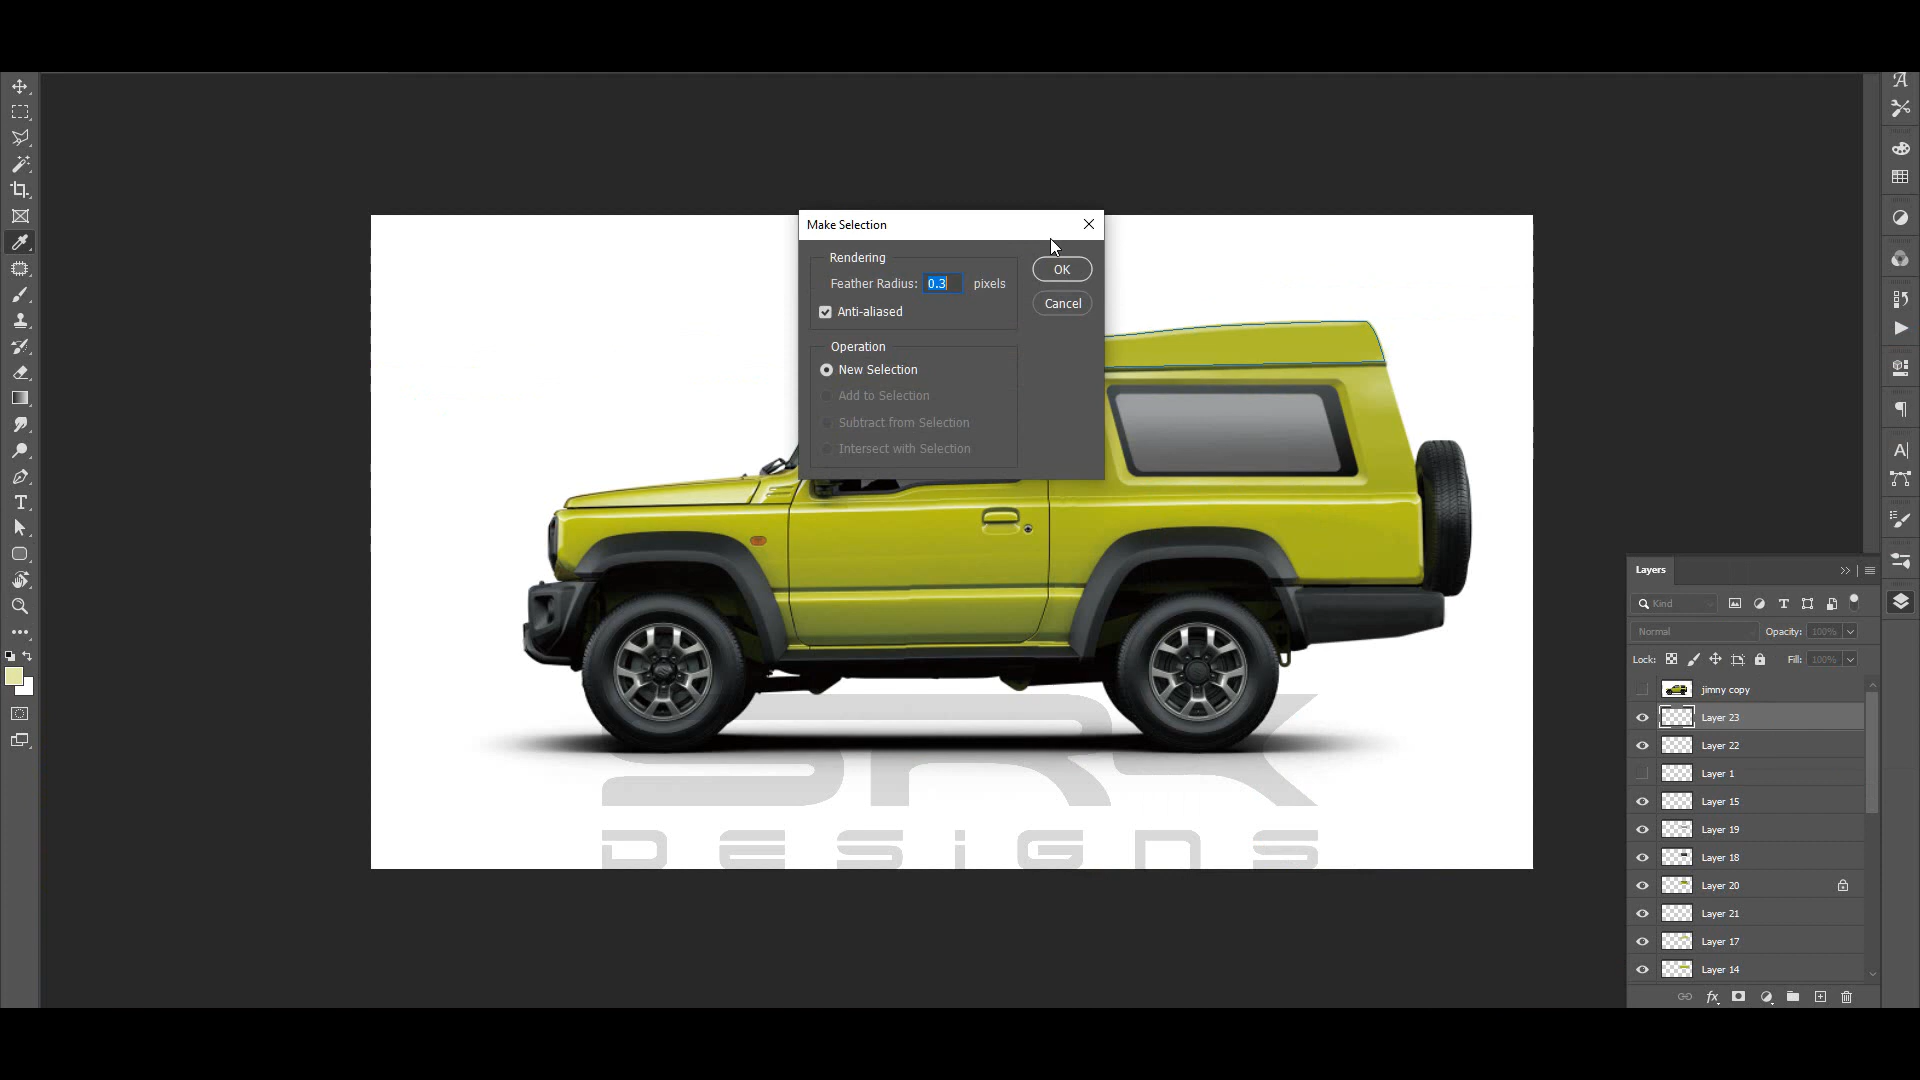 Make Selection
Rendering
OK
Feather Radius: 0.3 pixels
Cancel
Anti-aliased
Operation
New Selection
Add to Selection
Subtract from Selection
Intersect with Selection
SRK
DESIGNS
Layers
Kind
Normal
Opacity: 100%
Lock:
Fill: 100%
jimny copy
Layer 23
Layer 22
Layer 1
Layer 15
Layer 19
Layer 18
Layer 20
Layer 21
Layer 17
Layer 14